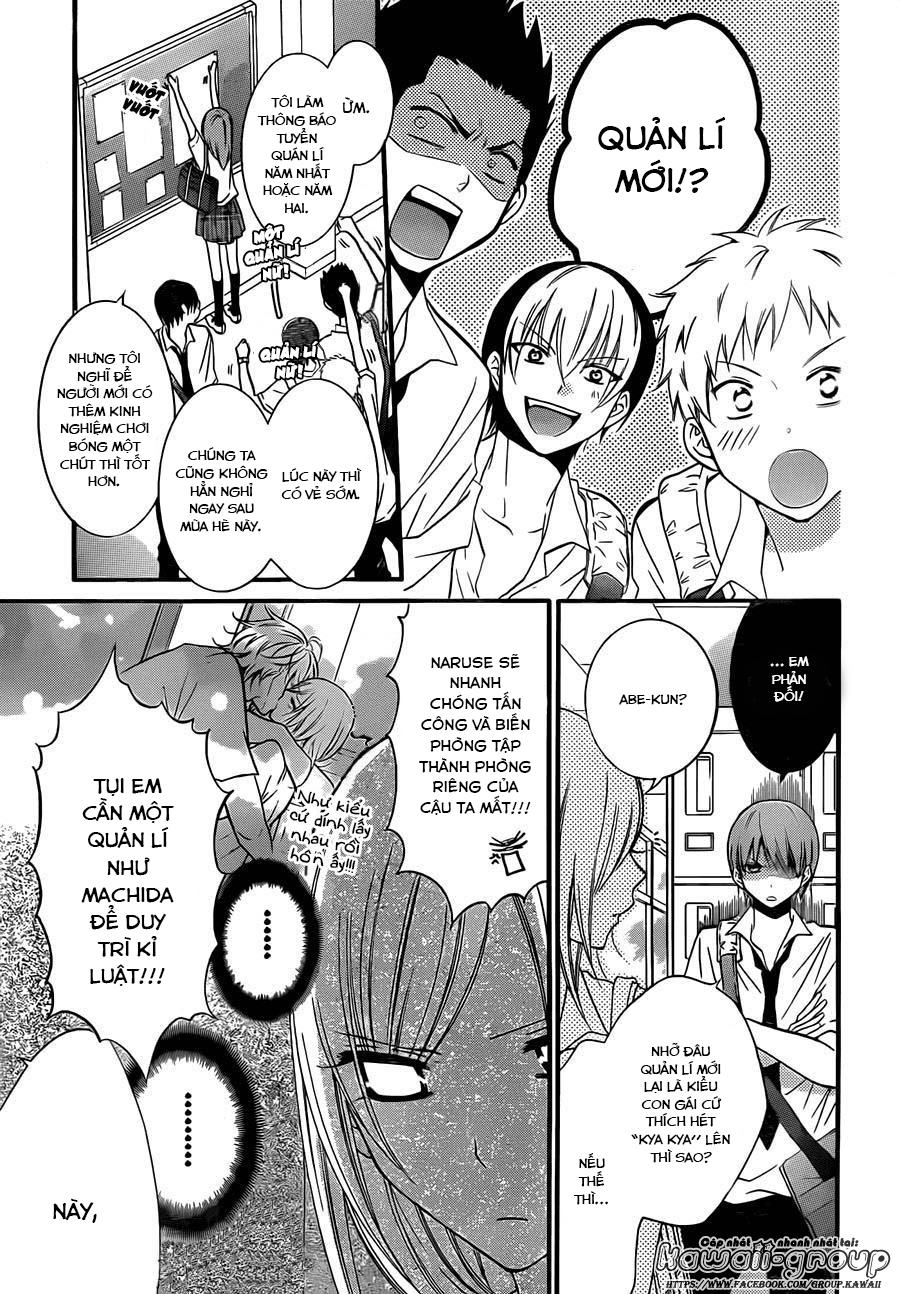 QUẢN LÍ
MỚI!?
ỪM.
TÔI LÀM
THÔNG BÁO
TUYỂN
QUÁN LÍ
NĂM NHẤT
HOẶC NĂM
HAI.
VUỐT
VUỐT
MỘT
QUÁN LÍ
NỮ!
QUÁN LÍ
NỮ!
LÚC NÀY THÌ
CÓ VẺ SỚM.
CHÚNG TA
CŨNG KHÔNG
HẲN NGHỈ
NGAY SAU
MÙA HÈ NÀY.
NHƯNG TÔI
NGHĨ ĐỂ
NGƯỜI MỚI CÓ
THÊM KINH
NGHIỆM CHƠI
BÓNG MỘT
CHÚT THÌ TỐT
HƠN.
... EM
PHẢN
ĐỐI!
ABE-KUN?
NHỠ ĐÂU
QUẢN LÍ MỚI
LẠI LÀ KIỂU
CON GÁI CỨ
THÍCH HÉT
“KYA KYA” LÊN
THÌ SAO?
NẾU
THẾ
THÌ...
NARUSE SẼ
NHANH
CHÓNG TẤN
CÔNG VÀ BIẾN
PHÒNG TẬP
THÀNH PHÒNG
RIÊNG CỦA
CẬU TA MẤT!!!
Như kiểu
cứ dính lấy
nhau rồi
hôn ấy!!!
TỤI EM
CẦN MỘT
QUẢN LÍ
NHƯ
MACHIDA
ĐỂ DUY
TRÌ KỈ
LUẬT!!!
......
........
NÀY,
Cập nhật nhanh nhất tại:
Kawaii-group
HTTPS://WWW.FACEBOOK.COM/GROUP.KAWAII